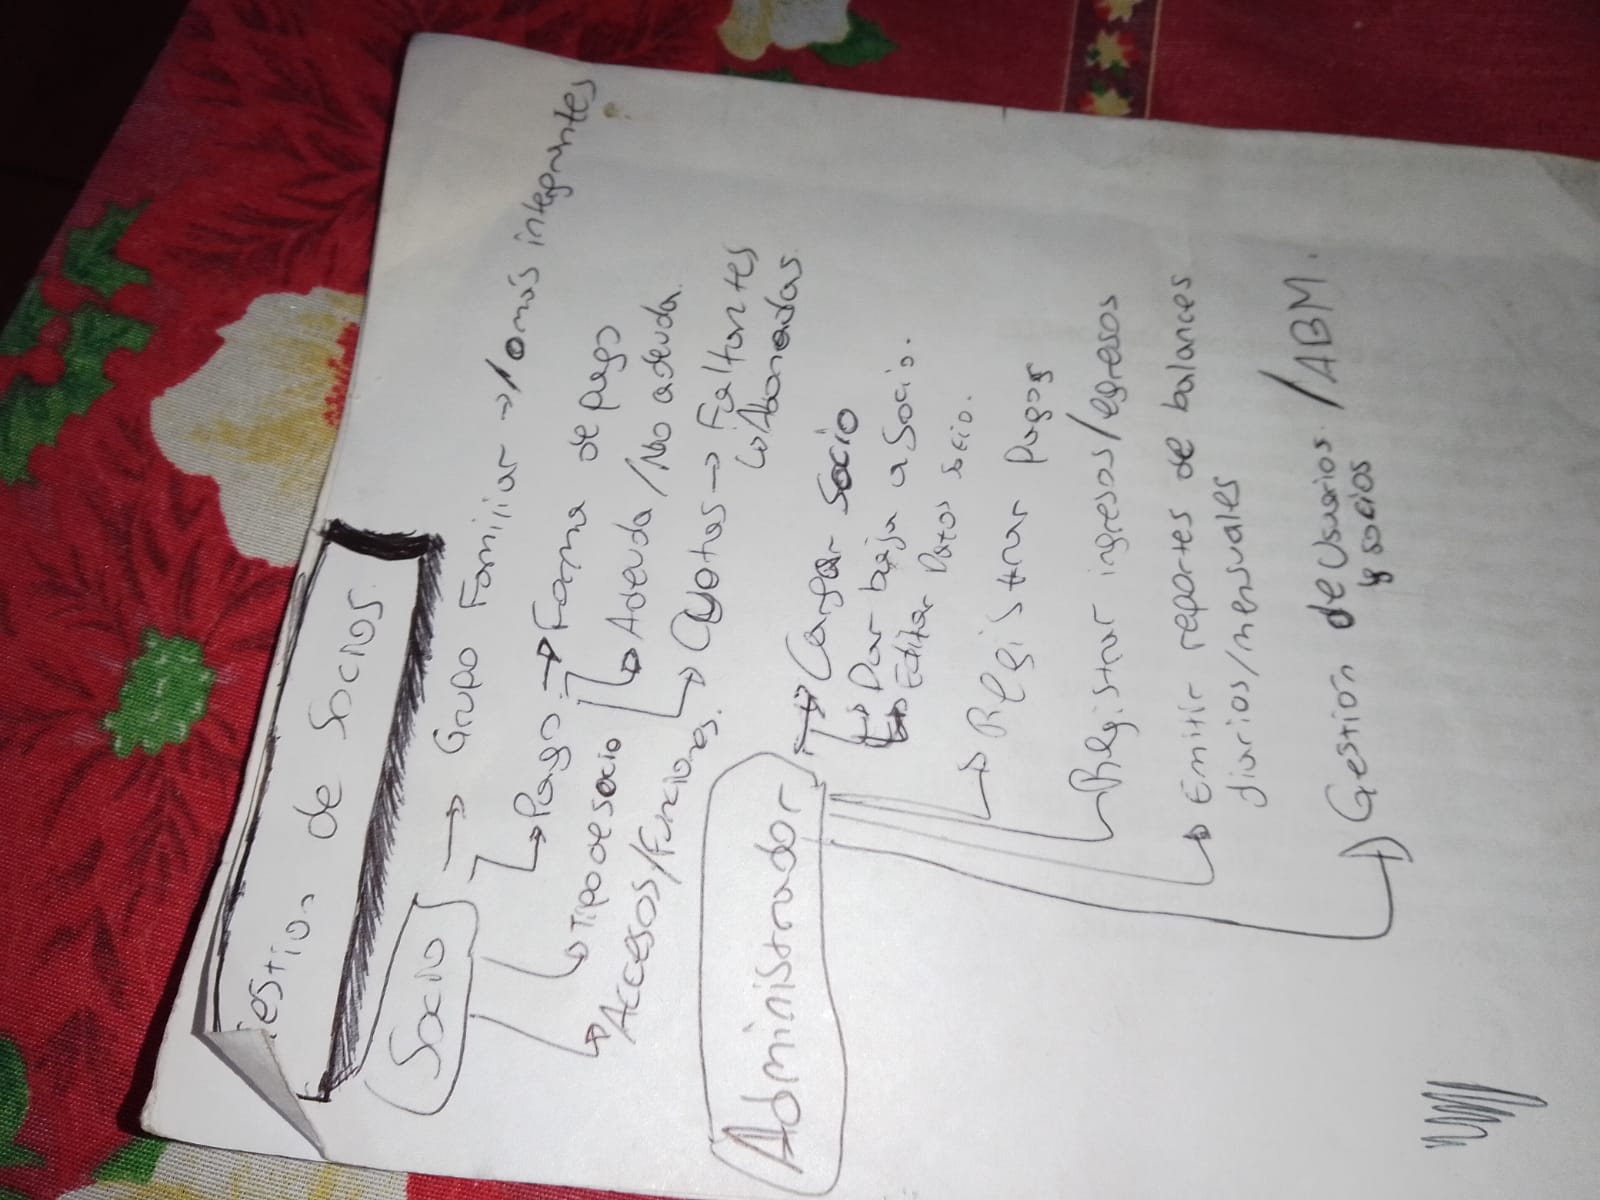 Gestion de Socios.
Socio → Grupo Familiar → 1 o más integrantes
Pago → Forma de pago
Tipo de socio
Adeuda / No adeuda.
Accesos/Funciones.
Cuotas → Faltantes
↳ Abonadas.
Administrador
→ Cargar Socio
→ Dar baja a Socio.
→ Editar Datos socio.
→ Registrar Pagos
Registrar ingresos/egresos
→ Emitir reportes de balances
diarios/mensuales
→ Gestión de Usuarios / ABM.
y socios